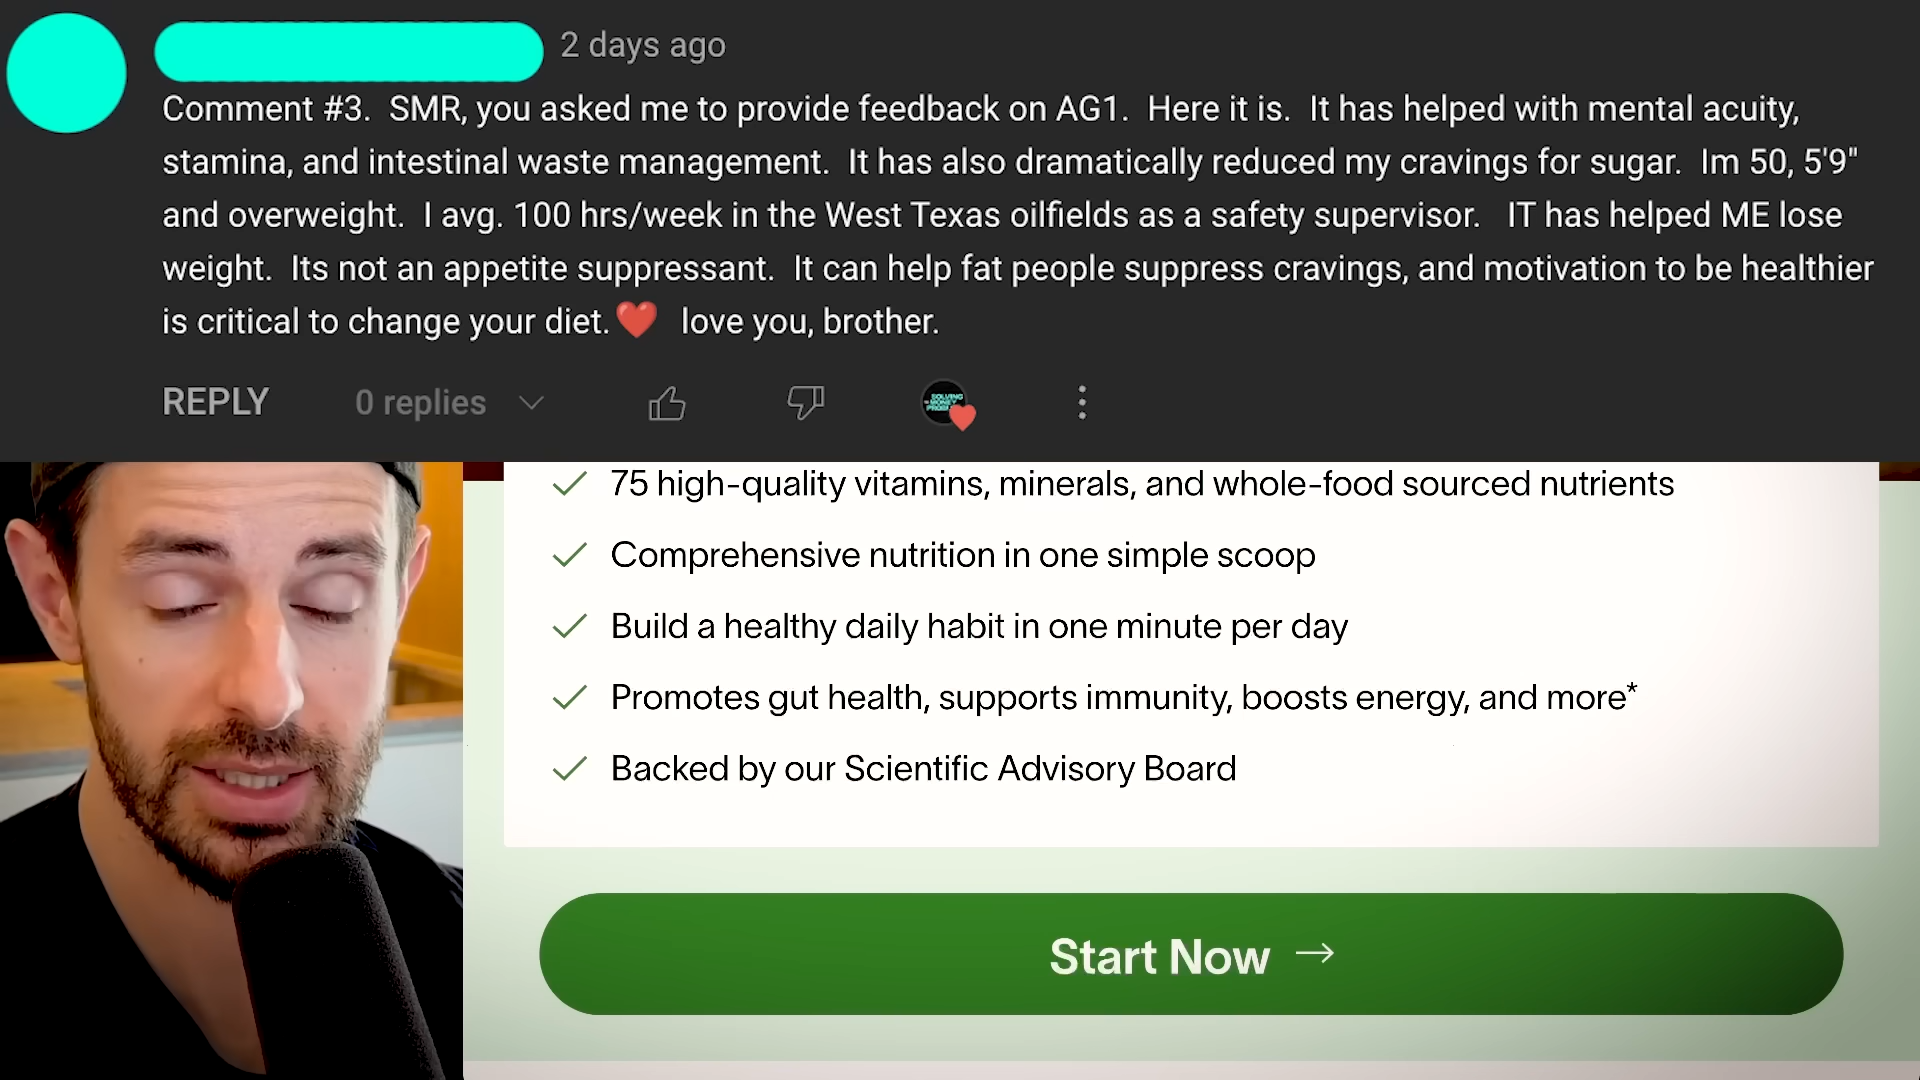 2 days ago
Comment #3.  SMR, you asked me to provide feedback on AG1.  Here it is.  It has helped with mental acuity,
stamina, and intestinal waste management.  It has also dramatically reduced my cravings for sugar.  Im 50, 5'9"
and overweight.  I avg. 100 hrs/week in the West Texas oilfields as a safety supervisor.   IT has helped ME lose
weight.  Its not an appetite suppressant.  It can help fat people suppress cravings, and motivation to be healthier
is critical to change your diet.❤️  love you, brother.
REPLY 0 replies
SOLVING
MONEY
75 high-quality vitamins, minerals, and whole-food sourced nutrients
Comprehensive nutrition in one simple scoop
Build a healthy daily habit in one minute per day
Promotes gut health, supports immunity, boosts energy, and more*
Backed by our Scientific Advisory Board
Start Now →